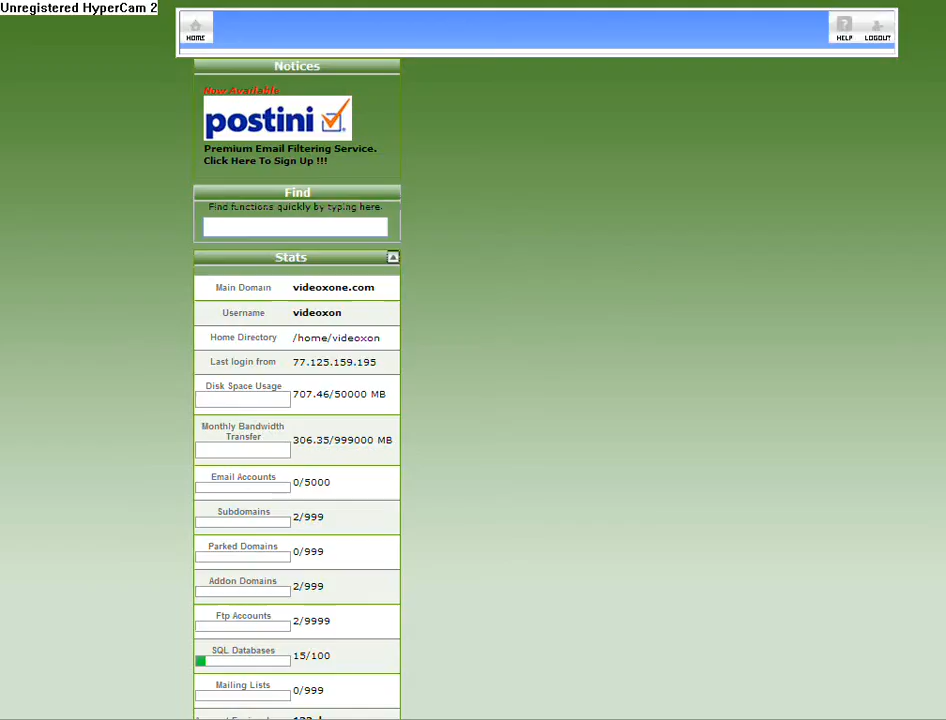 Unregistered HyperCam 2
HOME
HELP
LOGOUT
Notices
Now Available
postini
Premium Email Filtering Service.
Click Here To Sign Up !!!
Find
Find functions quickly by typing here.
Stats
Main Domain videoxone.com
Username videoxon
Home Directory /home/videoxon
Last login from 77.125.159.195
Disk Space Usage 707.46/50000 MB
Monthly Bandwidth
Transfer 306.35/999000 MB
Email Accounts 0/5000
Subdomains 2/999
Parked Domains 0/999
Addon Domains 2/999
Ftp Accounts 2/9999
SQL Databases 15/100
Mailing Lists 0/999